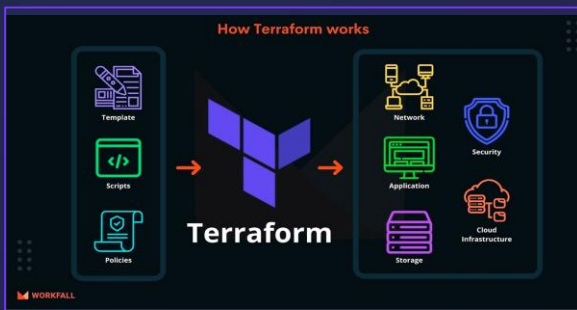 How Terraform works
Template
</>
Scripts
Policies
Terraform
Network
Application
Storage
Security
Cloud
Infrastructure
WORKFALL